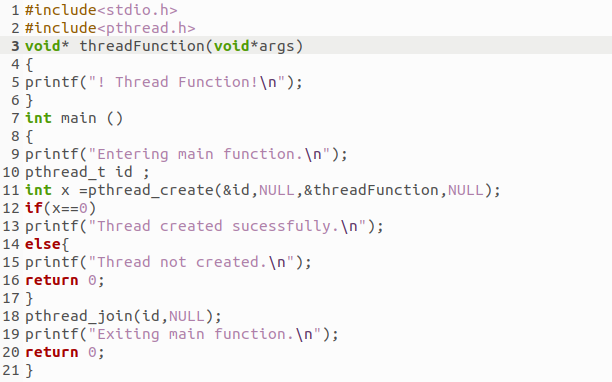 1 #include<stdio.h>
2 #include<pthread.h>
3 void* threadFunction(void*args)
4 {
5 printf("! Thread Function!\n");
6 }
7 int main ()
8 {
9 printf("Entering main function.\n");
10 pthread_t id ;
11 int x =pthread_create(&id,NULL,&threadFunction,NULL);
12 if(x==0)
13 printf("Thread created sucessfully.\n");
14 else{
15 printf("Thread not created.\n");
16 return 0;
17 }
18 pthread_join(id,NULL);
19 printf("Exiting main function.\n");
20 return 0;
21 }